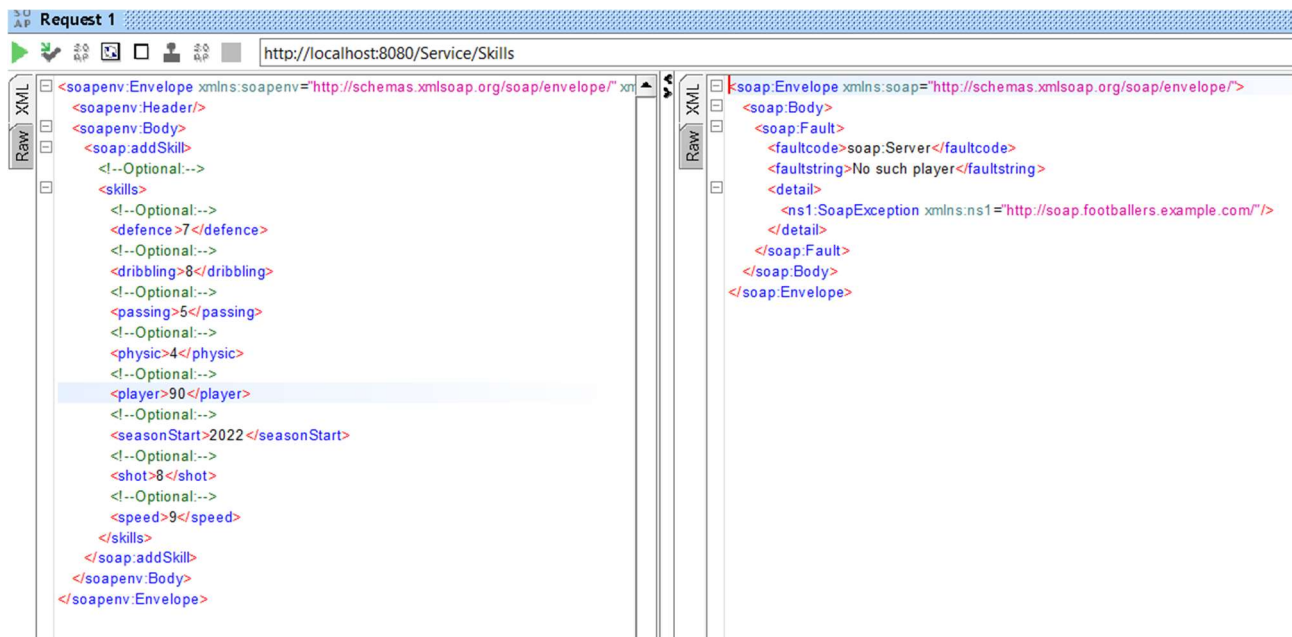 SO
AP Request 1
http://localhost:8080/Service/Skills
XML
Raw
<soapenv:Envelope xmlns:soapenv="http://schemas.xmlsoap.org/soap/envelope/" xm
<soapenv:Header/>
<soapenv:Body>
<soap:addSkill>
<!--Optional:-->
<skills>
<!--Optional:-->
<defence>7</defence>
<!--Optional:-->
<dribbling>8</dribbling>
<!--Optional:-->
<passing>5</passing>
<!--Optional:-->
<physic>4</physic>
<!--Optional:-->
<player>90</player>
<!--Optional:-->
<seasonStart>2022</seasonStart>
<!--Optional:-->
<shot>8</shot>
<!--Optional:-->
<speed>9</speed>
</skills>
</soap:addSkill>
</soapenv:Body>
</soapenv:Envelope>
XML
Raw
<soap:Envelope xmlns:soap="http://schemas.xmlsoap.org/soap/envelope/">
<soap:Body>
<soap:Fault>
<faultcode>soap:Server</faultcode>
<faultstring>No such player</faultstring>
<detail>
<ns1:SoapException xmlns:ns1="http://soap.footballers.example.com/"/>
</detail>
</soap:Fault>
</soap:Body>
</soap:Envelope>